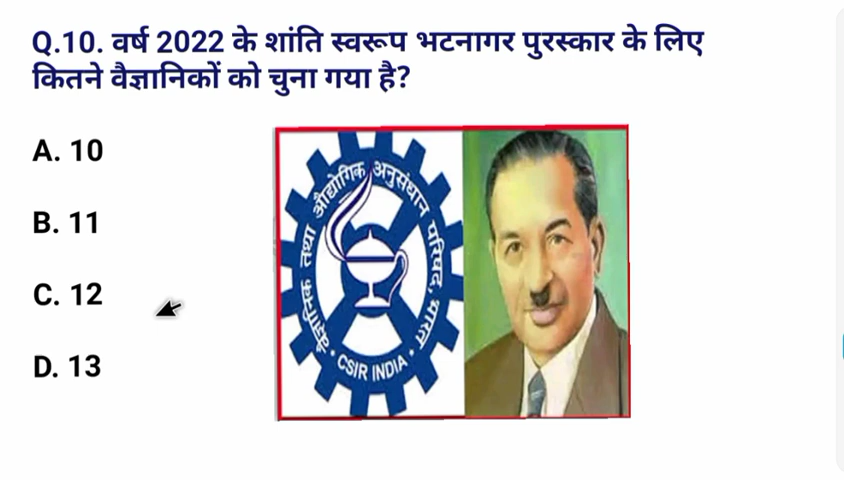 Q.10. वर्ष 2022 के शांति स्वरूप भटनागर पुरस्कार के लिए
कितने वैज्ञानिकों को चुना गया है?
A. 10
B. 11
C. 12
D. 13
वैज्ञानिक तथा औद्योगिक अनुसंधान परिषद, भारत
CSIR INDIA